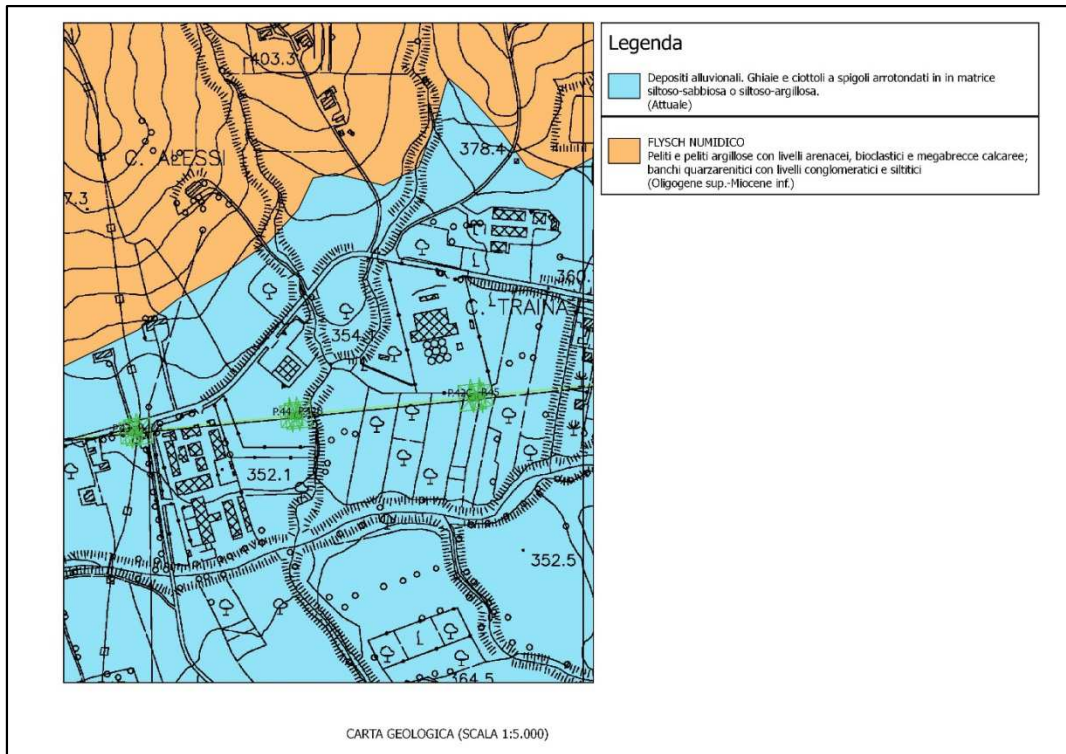 403.3
Legenda
Depositi alluvionali. Ghiaie e ciottoli a spigoli arrotondati in in matrice
siltoso-sabbiosa o siltoso-argillosa.
(Attuale)
FLYSCH NUMIDICO
Peliti e peliti argillose con livelli arenacei, bioclastici e megabrecce calcaree;
banchi quarzarenitici con livelli conglomeratici e siltitici
(Oligogene sup.-Miocene inf.)
378.4
C. ALESSI
7.3
360.
C. TRAINA
354.
P.44
P.45
352.1
352.5
364.5
CARTA GEOLOGICA (SCALA 1:5.000)